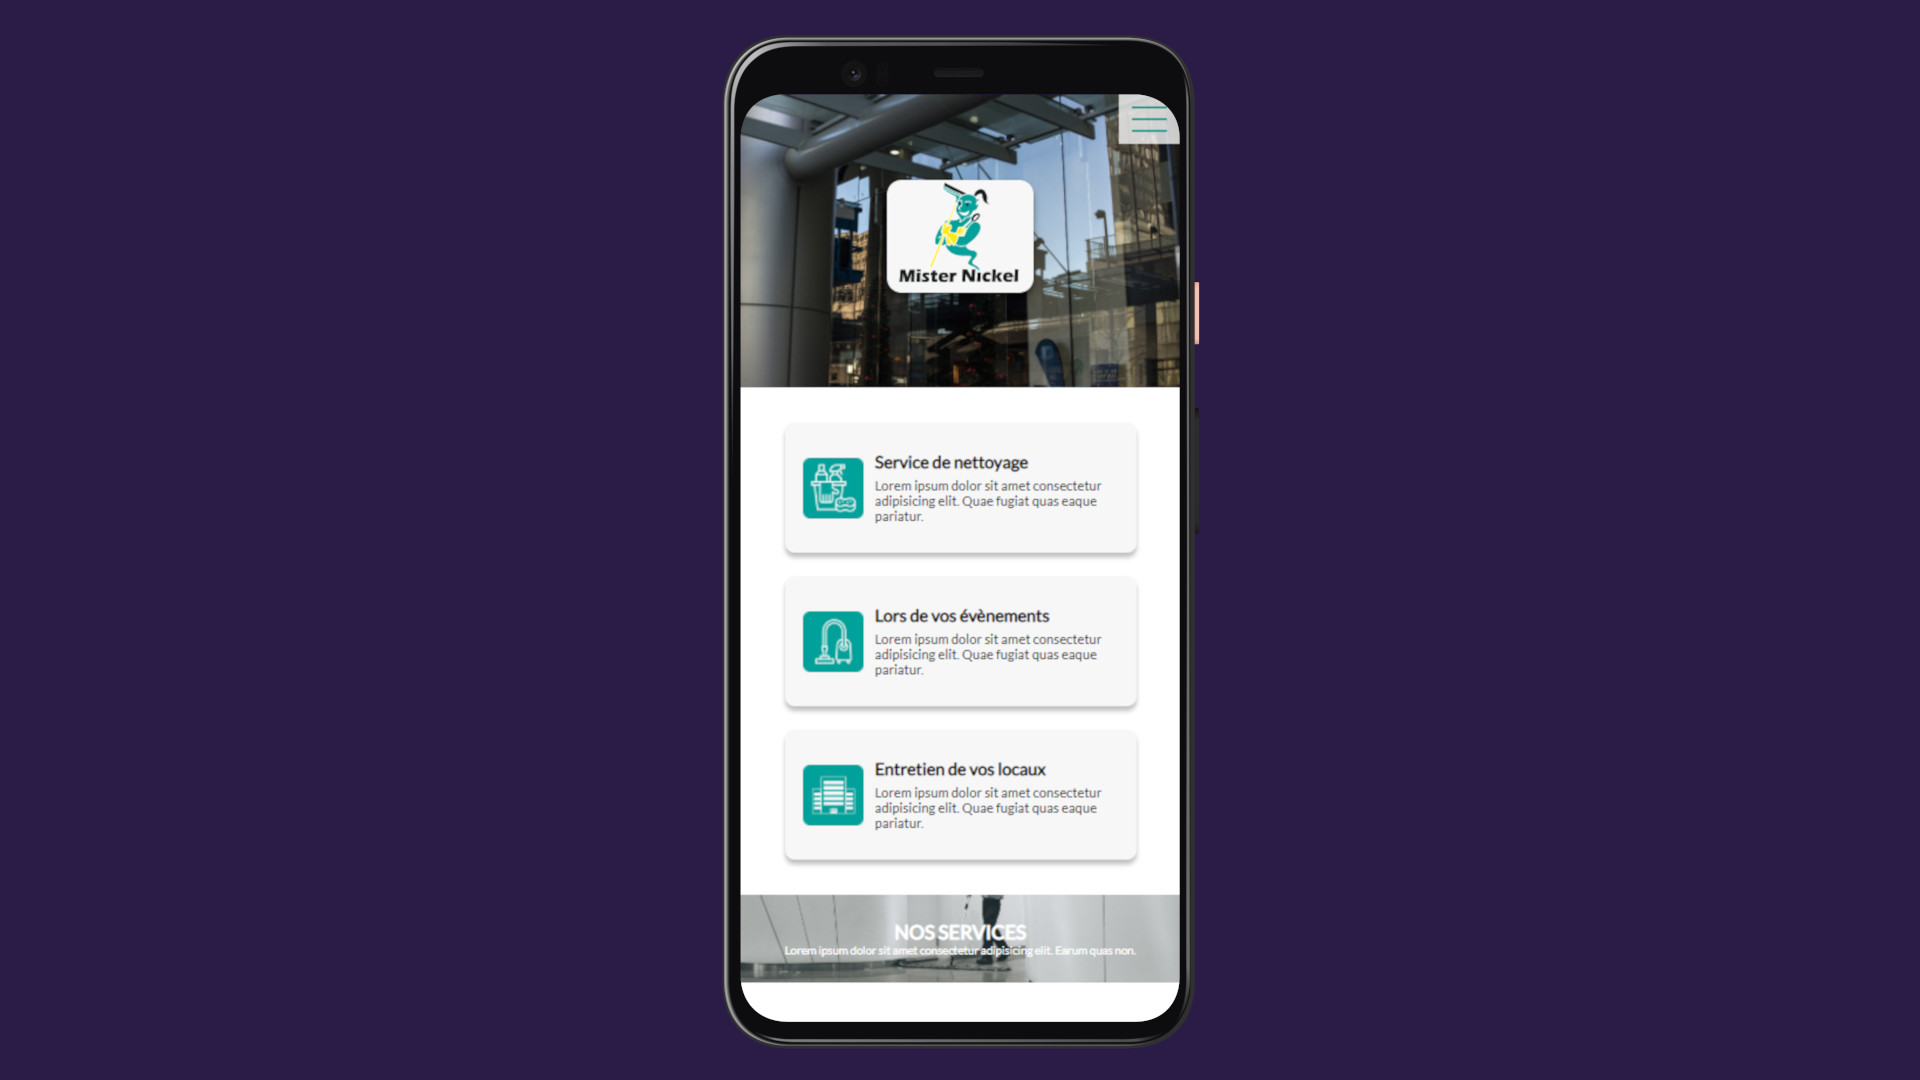 Mister Nickel
Service de nettoyage
Lorem ipsum dolor sit amet consectetur
adipisicing elit. Quae fugiat quas eaque
pariatur.
Lors de vos évènements
Lorem ipsum dolor sit amet consectetur
adipisicing elit. Quae fugiat quas eaque
pariatur.
Entretien de vos locaux
Lorem ipsum dolor sit amet consectetur
adipisicing elit. Quae fugiat quas eaque
pariatur.
NOS SERVICES
Lorem ipsum dolor sit amet consectetur adipisicing elit. Earum quas non.